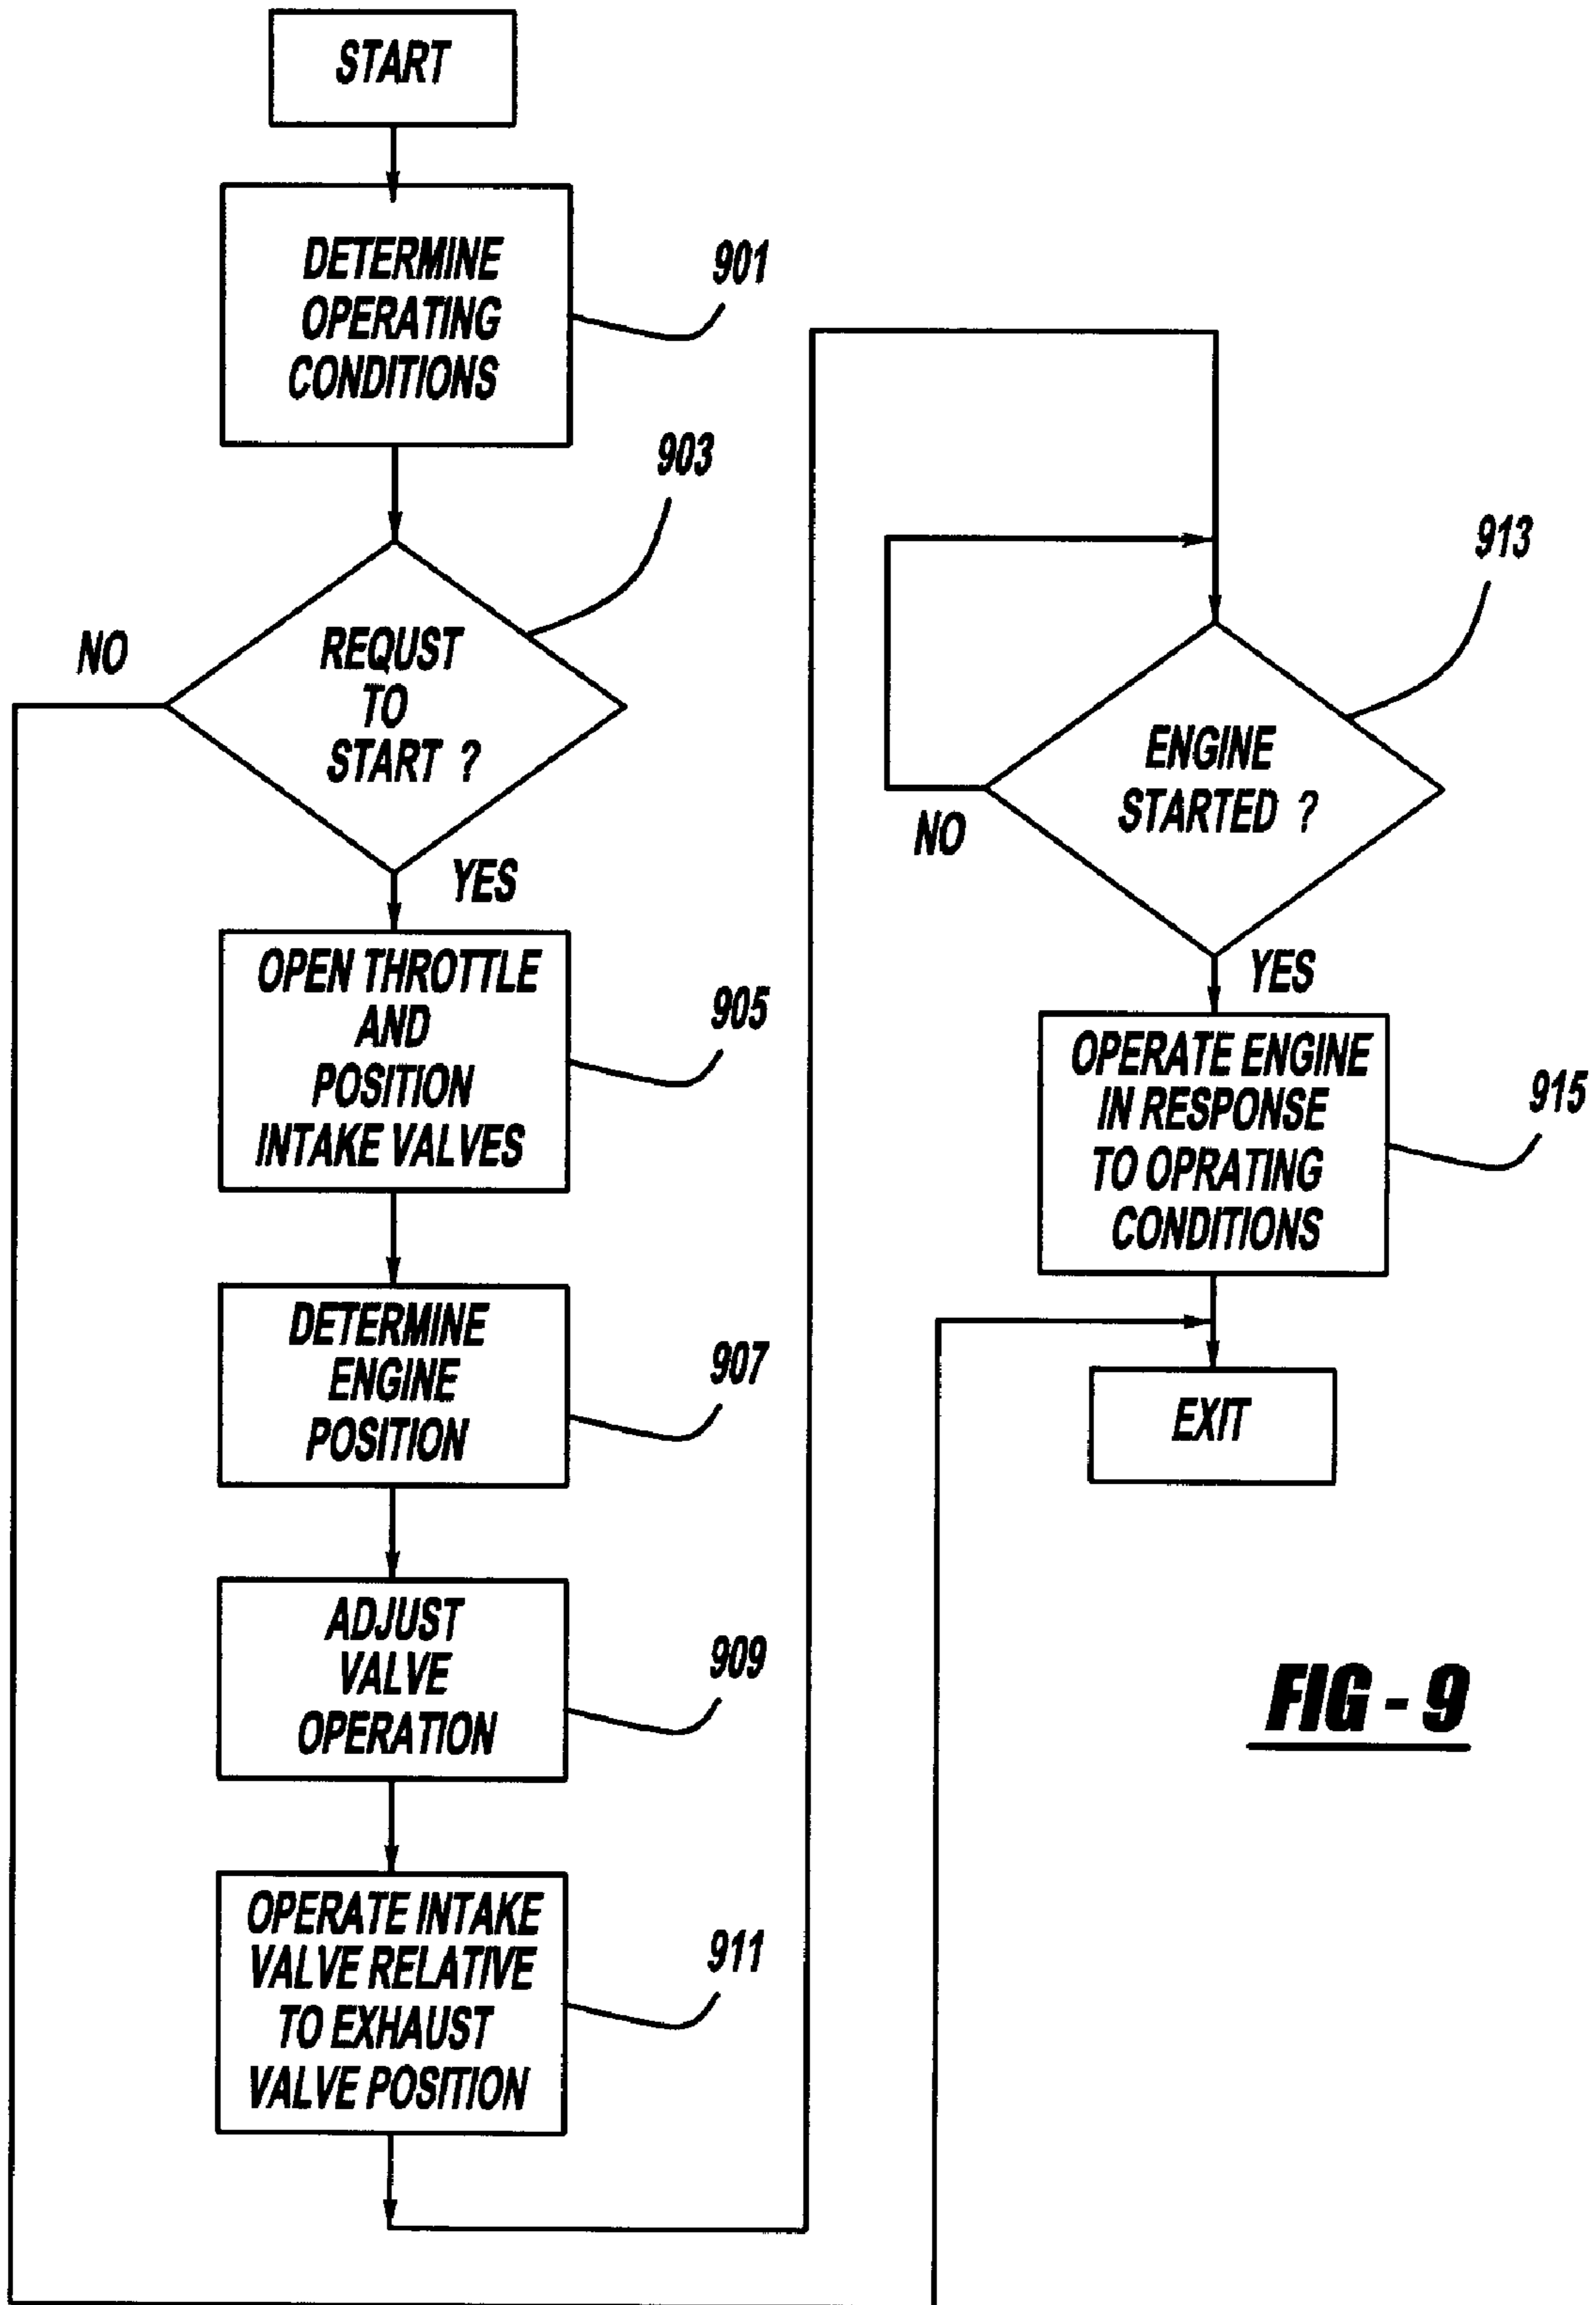 START
DETERMINE
OPERATING
CONDITIONS
901
903
REQUST
TO
START ?
NO
YES
OPEN THROTTLE
AND
POSITION
INTAKE VALVES
905
DETERMINE
ENGINE
POSITION
907
ADJUST
VALVE
OPERATION
909
OPERATE INTAKE
VALVE RELATIVE
TO EXHAUST
VALVE POSITION
911
913
ENGINE
STARTED ?
NO
YES
OPERATE ENGINE
IN RESPONSE
TO OPRATING
CONDITIONS
915
EXIT
FIG - 9